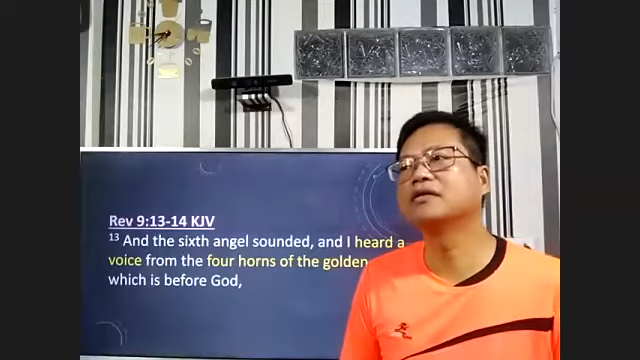 Rev 9:13-14 KJV
13 And the sixth angel sounded, and I heard a
voice from the four horns of the golden
which is before God,